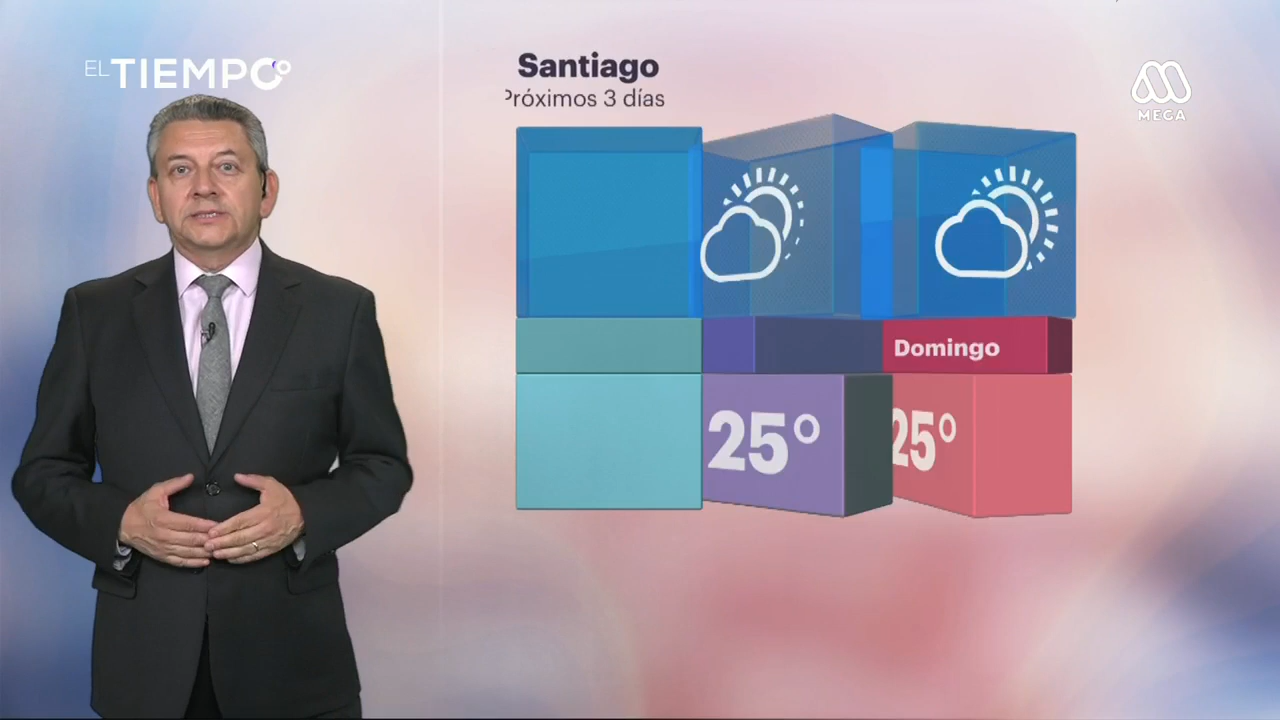 EL TIEMPO
Santiago
Próximos 3 días
MEGA
Domingo
25°
25°